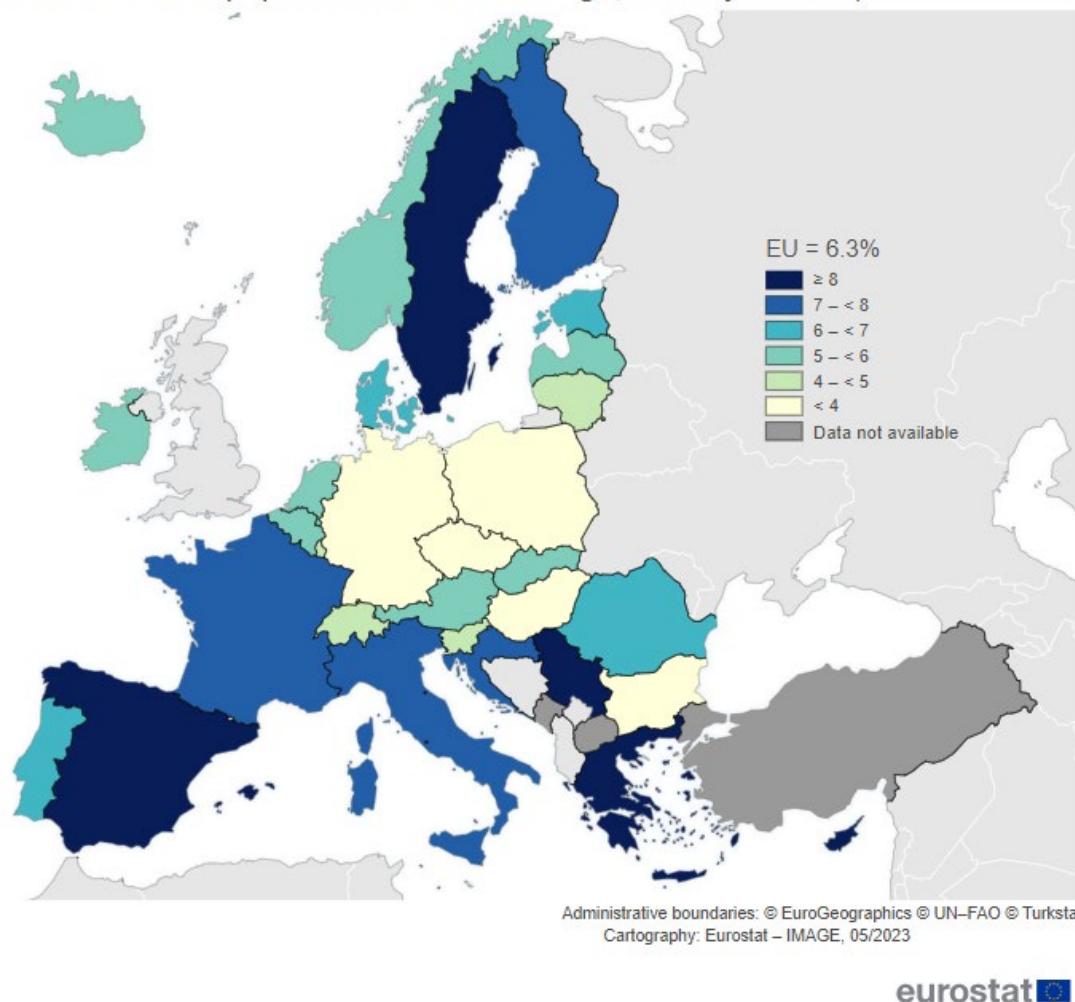 EU = 6.3%
≥ 8
7 – < 8
6 – <7
5 – <6
4 – <5
< 4
Data not available
Administrative boundaries: © EuroGeographics © UN–FAO © Turksta
Cartography: Eurostat – IMAGE, 05/2023
eurostat